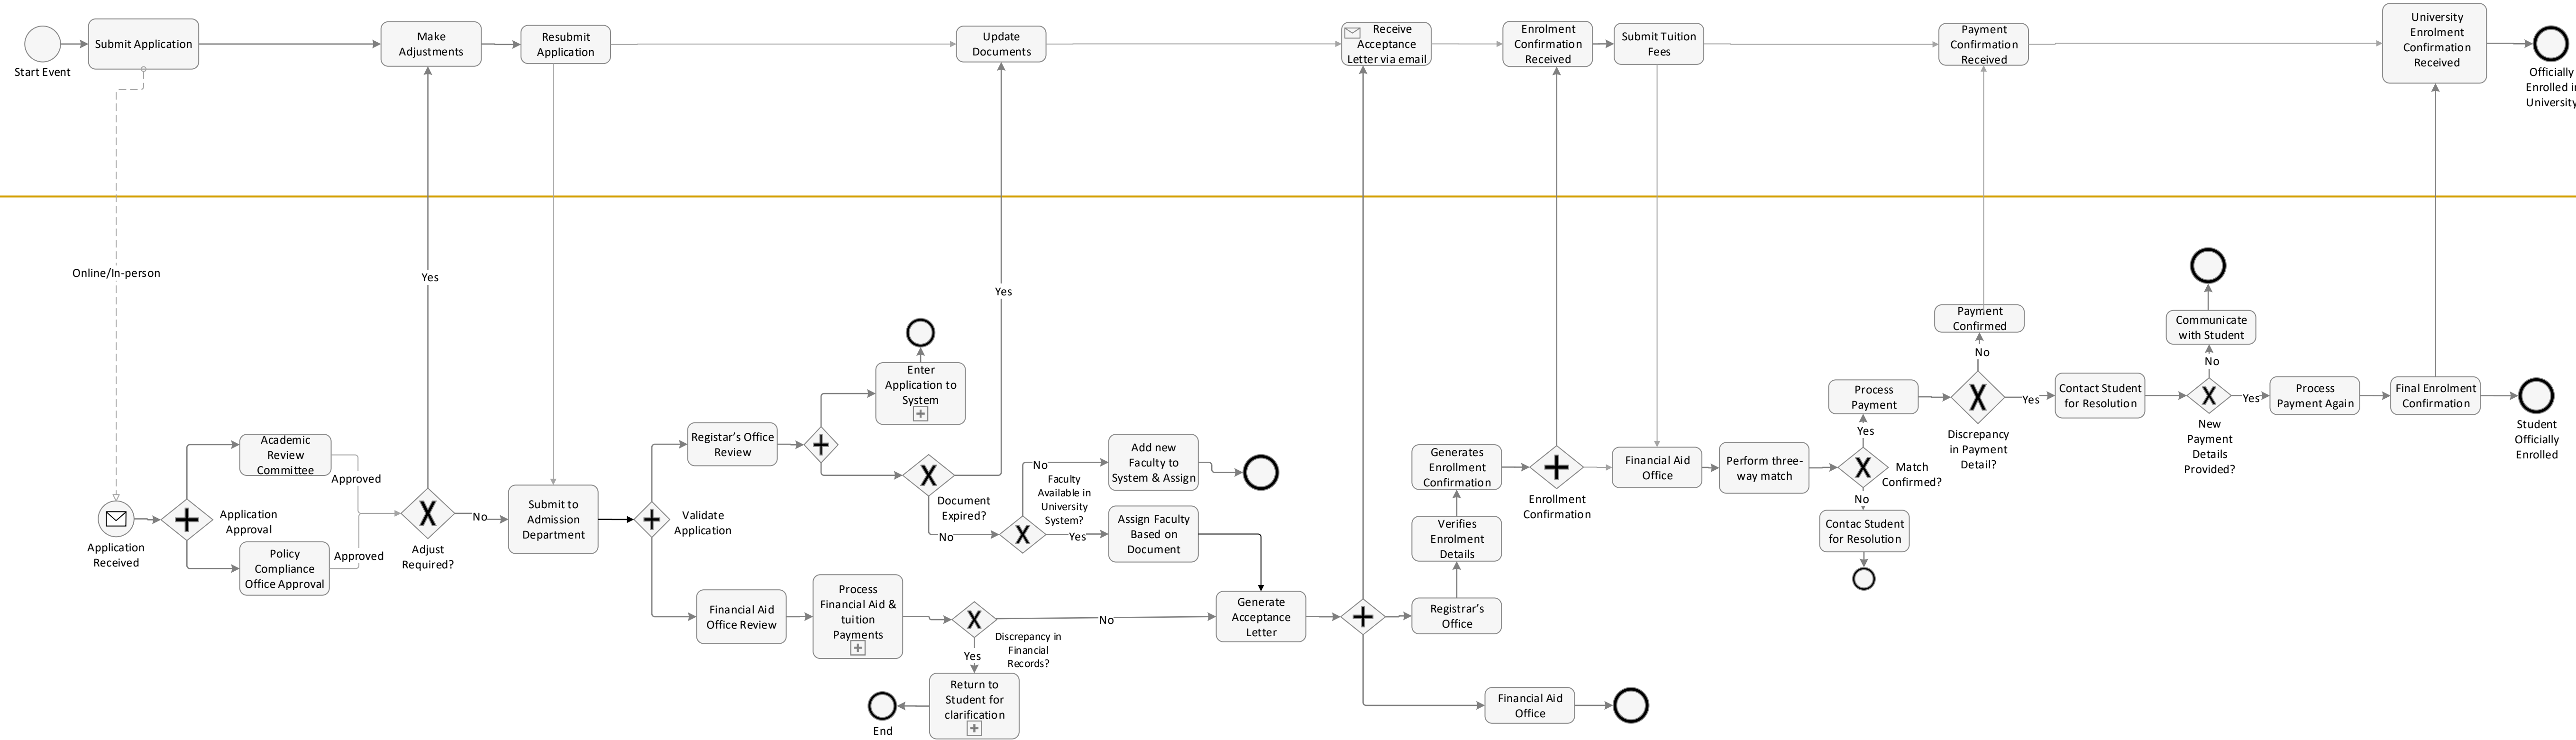 Start Event
Submit Application
Make
Adjustments
Resubmit
Application
Update
Documents
Receive
Acceptance
Letter via email
Enrolment
Confirmation
Received
Submit Tuition
Fees
Payment
Confirmation
Received
University
Enrolment
Confirmation
Received
Officially
Enrolled in
University
Online/In-person
Yes
Yes
Application
Received
Application
Approval
Academic
Review
Committee
Approved
Policy
Compliance
Office Approval
Approved
Adjust
Required?
No
Submit to
Admission
Department
Validate
Application
Registar's Office
Review
Enter
Application to
System
Document
Expired?
No
Faculty
Available in
University
System?
No
Add new
Faculty to
System & Assign
Yes
Assign Faculty
Based on
Document
Financial Aid
Office Review
Process
Financial Aid &
tuition
Payments
Discrepancy in
Financial
Records?
No
Yes
Return to
Student for
clarification
End
Generate
Acceptance
Letter
Registrar's
Office
Verifies
Enrolment
Details
Generates
Enrollment
Confirmation
Enrollment
Confirmation
Financial Aid
Office
Financial Aid
Office
Perform three-
way match
Match
Confirmed?
Yes
Process
Payment
No
Contac Student
for Resolution
Discrepancy
in Payment
Detail?
No
Payment
Confirmed
Yes
Contact Student
for Resolution
New
Payment
Details
Provided?
No
Communicate
with Student
Yes
Process
Payment Again
Final Enrolment
Confirmation
Student
Officially
Enrolled